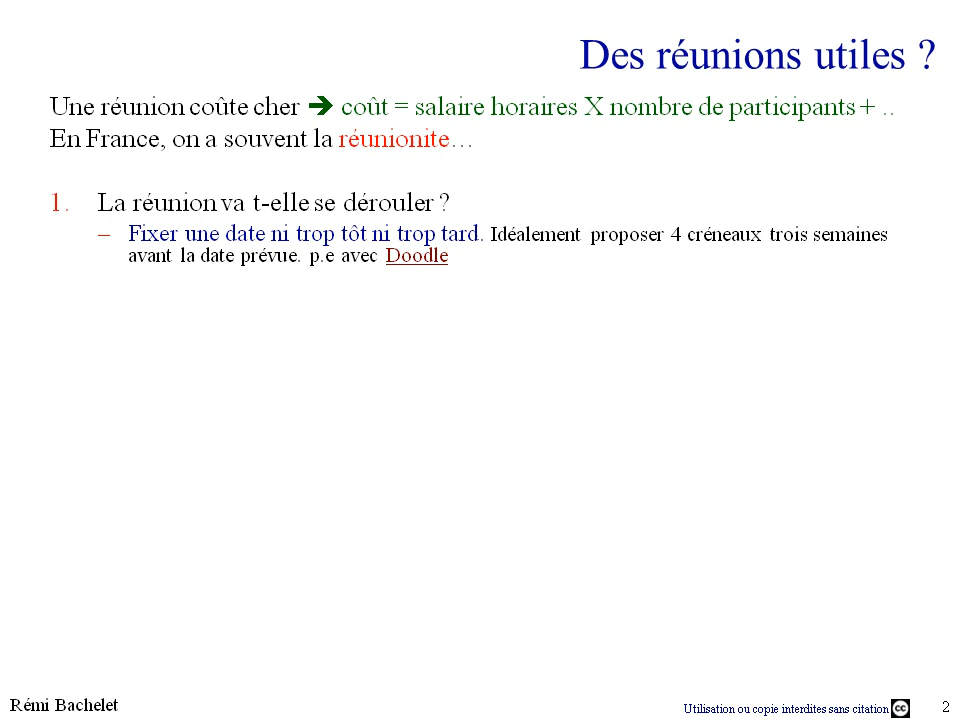 Des réunions utiles ?
Une réunion coûte cher ➔ coût = salaire horaires X nombre de participants + ..
En France, on a souvent la réunionite…
1. La réunion va t-elle se dérouler ?
– Fixer une date ni trop tôt ni trop tard. Idéalement proposer 4 créneaux trois semaines
avant la date prévue. p.e avec Doodle
Rémi Bachelet
Utilisation ou copie interdites sans citation cc 2